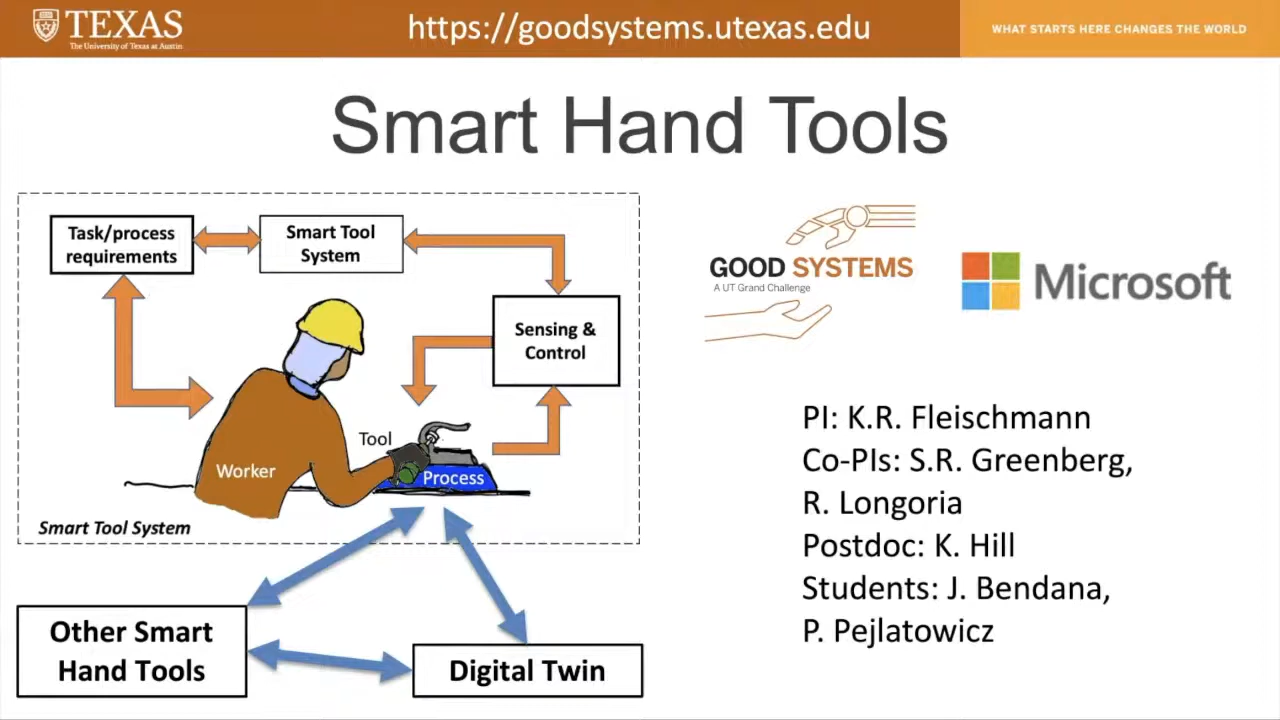 TEXAS
The University of Texas at Austin
https://goodsystems.utexas.edu
WHAT STARTS HERE CHANGES THE WORLD
Smart Hand Tools
Task/process
requirements
Smart Tool
System
Sensing &
Control
Tool
Worker
Process
Smart Tool System
Other Smart
Hand Tools
Digital Twin
GOOD SYSTEMS
A UT Grand Challenge
Microsoft
PI: K.R. Fleischmann
Co-PIs: S.R. Greenberg,
R. Longoria
Postdoc: K. Hill
Students: J. Bendana,
P. Pejlatowicz